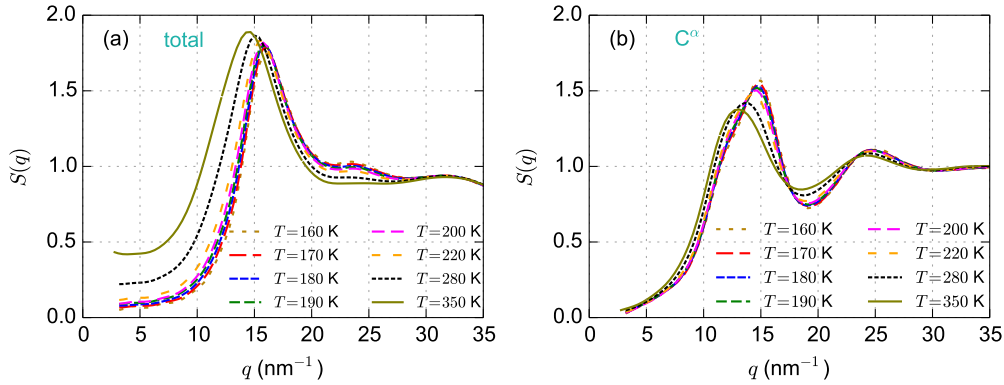 (a) total
2.0
1.5
1.0
0.5
0.0
S(q)
T=160 K
T=170 K
T=180 K
T=190 K
T=200 K
T=220 K
T=280 K
T=350 K
0 5 10 15 20 25 30 35
q (nm⁻¹)
(b) Cᵅ
2.0
1.5
1.0
0.5
0.0
S(q)
T=160 K
T=170 K
T=180 K
T=190 K
T=200 K
T=220 K
T=280 K
T=350 K
0 5 10 15 20 25 30 35
q (nm⁻¹)